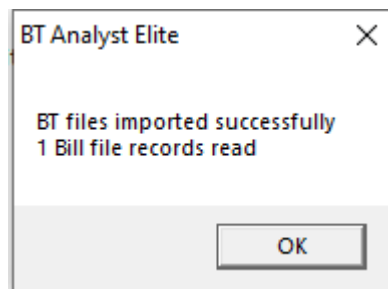 BT Analyst Elite
BT files imported successfully
1 Bill file records read
OK